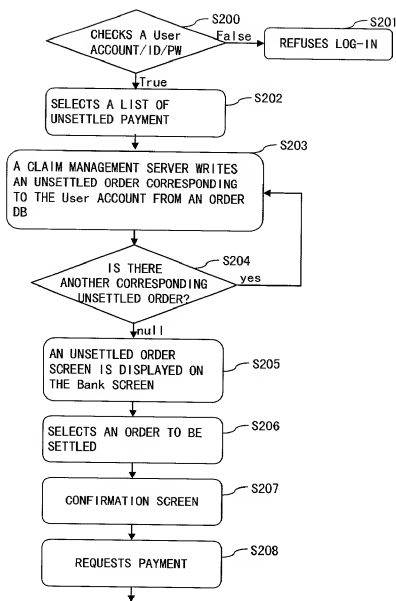 S200
CHECKS A User
ACCOUNT/ID/PW
False
S201
REFUSES LOG-IN
True
S202
SELECTS A LIST OF
UNSETTLED PAYMENT
S203
A CLAIM MANAGEMENT SERVER WRITES
AN UNSETTLED ORDER CORRESPONDING
TO THE User ACCOUNT FROM AN ORDER
DB
S204
IS THERE
ANOTHER CORRESPONDING
UNSETTLED ORDER?
yes
null
AN UNSETTLED ORDER
SCREEN IS DISPLAYED ON
THE Bank SCREEN
S205
SELECTS AN ORDER TO BE
SETTLED
S206
S207
CONFIRMATION SCREEN
S208
REQUESTS PAYMENT